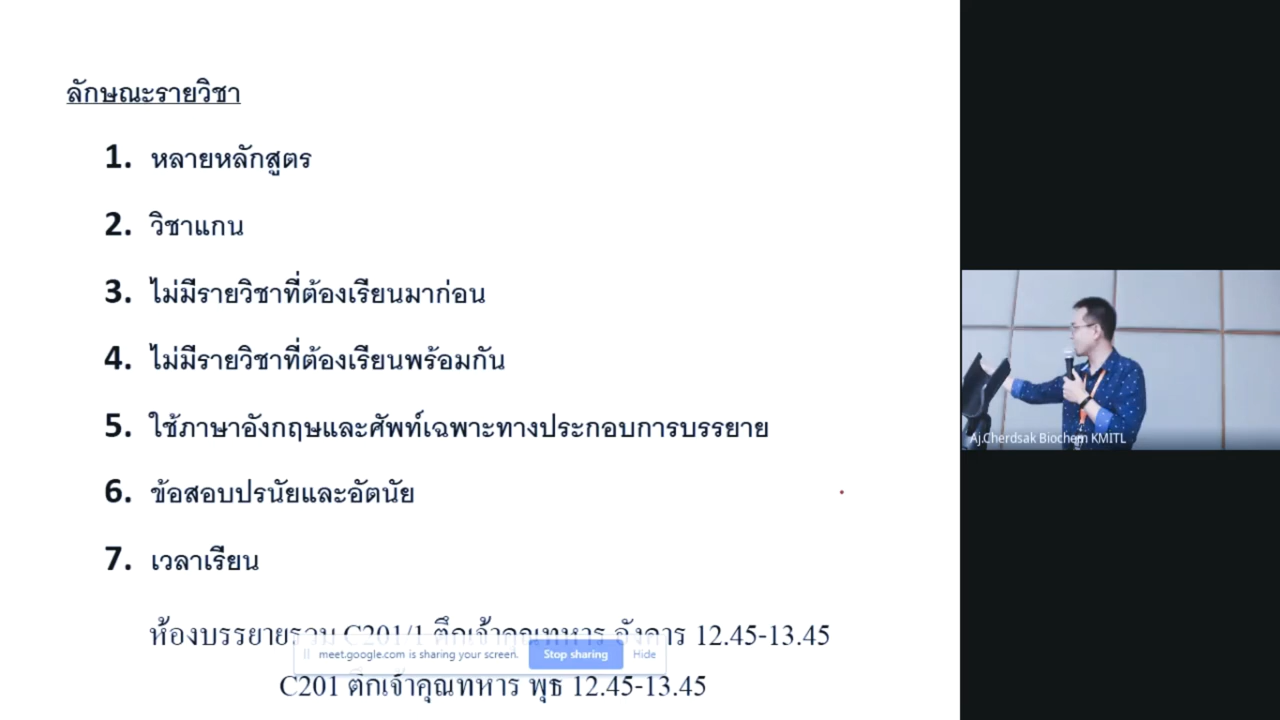 ลักษณะรายวิชา
1. หลายหลักสูตร
2. วิชาแกน
3. ไม่มีรายวิชาที่ต้องเรียนมาก่อน
4. ไม่มีรายวิชาที่ต้องเรียนพร้อมกัน
5. ใช้ภาษาอังกฤษและศัพท์เฉพาะทางประกอบการบรรยาย
6. ข้อสอบปรนัยและอัตนัย
7. เวลาเรียน
ห้องบรรยายรวม C201/1 ตึกเจ้าคุณทหาร อังคาร 12.45-13.45
meet.google.com is sharing your screen. Stop sharing Hide
C201 ตึกเจ้าคุณทหาร พุธ 12.45-13.45
Aj.Cherdsak Biochem KMITL